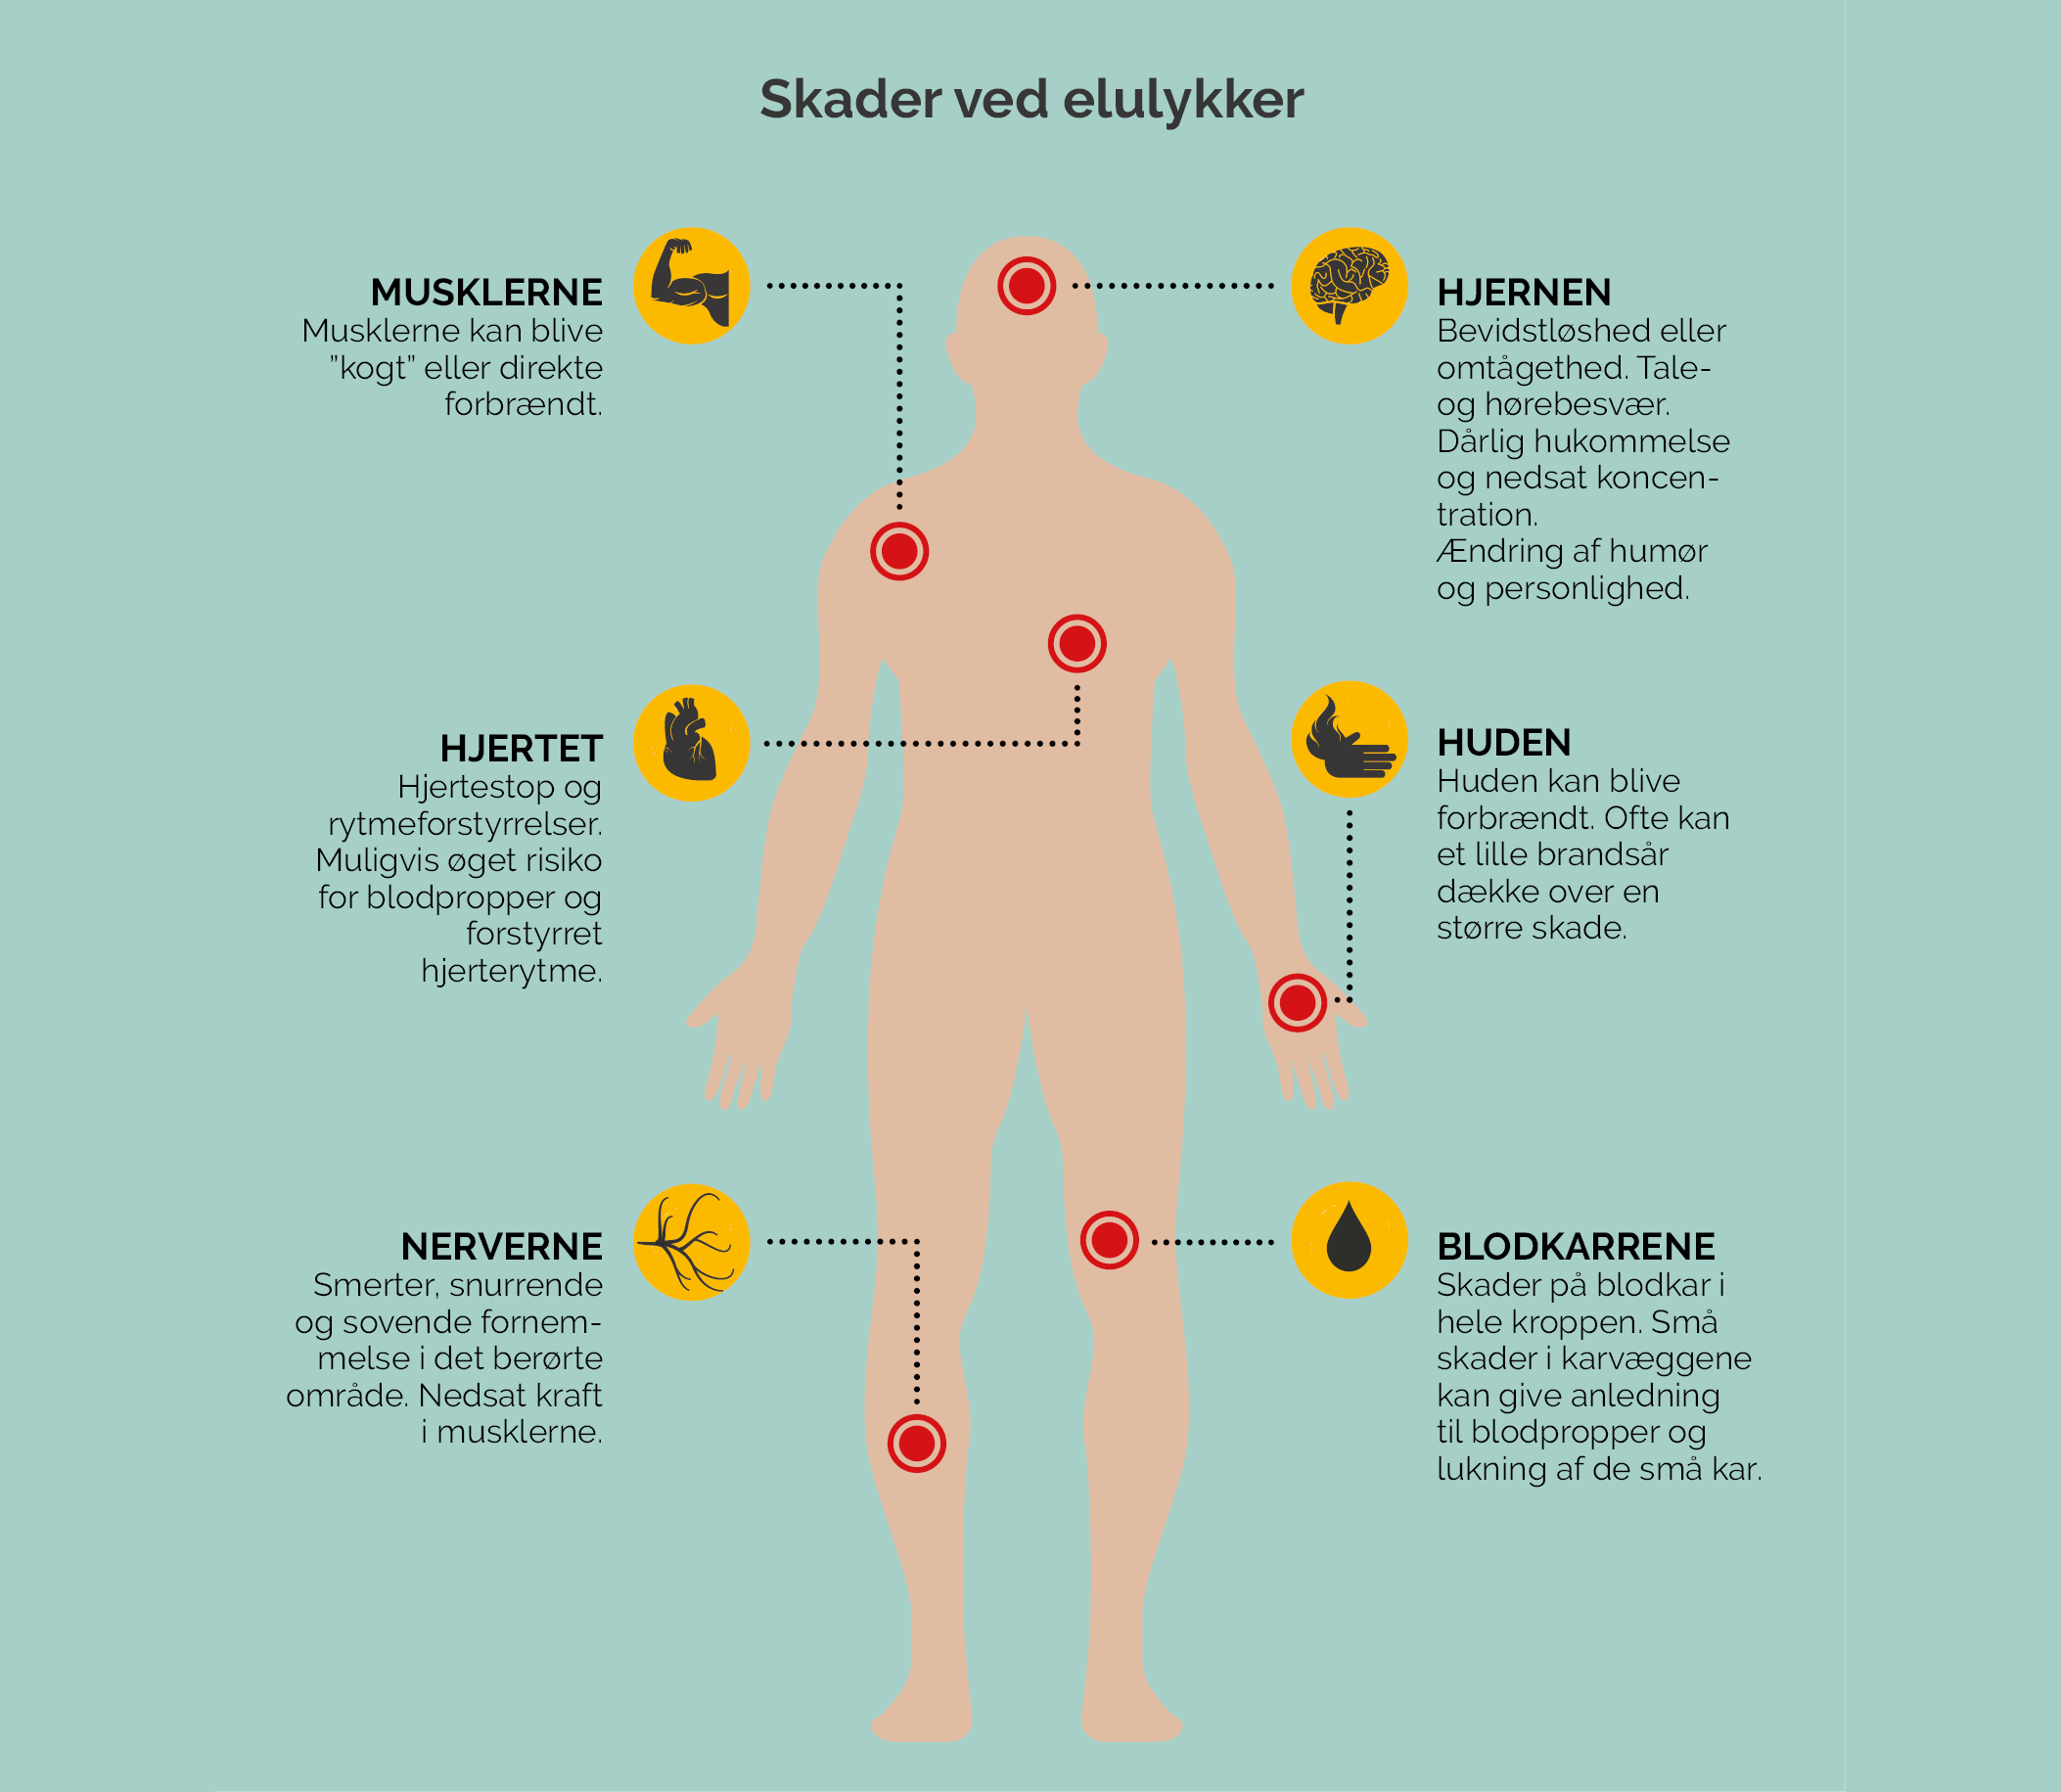 Skader ved elulykker
MUSKLERNE
Musklerne kan blive
”kogt” eller direkte
forbrændt.
HJERNEN
Bevidstløshed eller
omtågethed. Tale-
og hørebesvær.
Dårlig hukommelse
og nedsat koncen-
tration.
Ændring af humør
og personlighed.
HJERTET
Hjertestop og
rytmeforstyrrelser.
Muligvis øget risiko
for blodpropper og
forstyrret
hjerterytme.
HUDEN
Huden kan blive
forbrændt. Ofte kan
et lille brandsår
dække over en
større skade.
NERVERNE
Smerter, snurrende
og sovende fornem-
melse i det berørte
område. Nedsat kraft
i musklerne.
BLODKARRENE
Skader på blodkar i
hele kroppen. Små
skader i karvæggene
kan give anledning
til blodpropper og
lukning af de små kar.